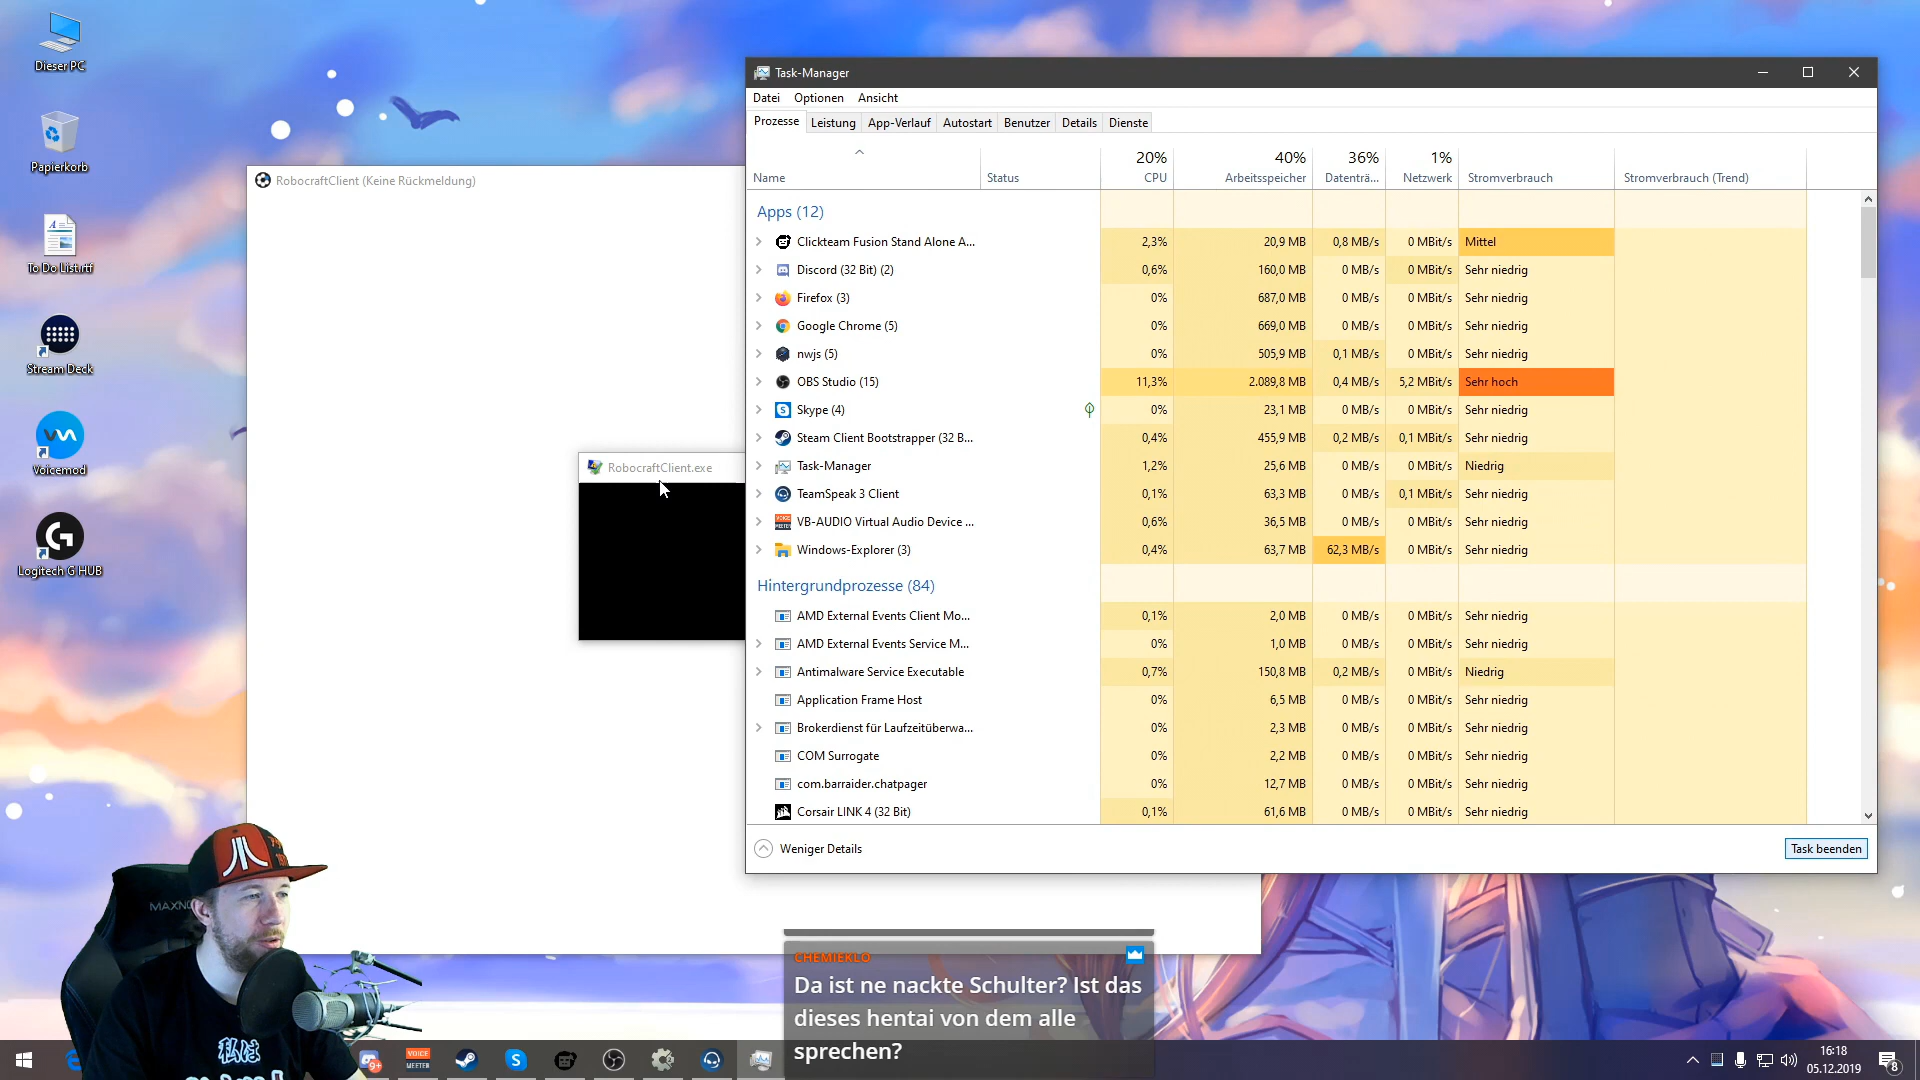 Dieser PC
Papierkorb
To Do List.rtf
Stream Deck
Voicemod
Logitech G HUB
RobocraftClient (Keine Rückmeldung)
RobocraftClient.exe
Task-Manager
Datei Optionen Ansicht
Prozesse Leistung App-Verlauf Autostart Benutzer Details Dienste
20% 40% 36% 1%
Name Status CPU Arbeitsspeicher Datenträ... Netzwerk Stromverbrauch Stromverbrauch (Trend)
Apps (12)
Clickteam Fusion Stand Alone A... 2,3% 20,9 MB 0,8 MB/s 0 MBit/s Mittel
Discord (32 Bit) (2) 0,6% 160,0 MB 0 MB/s 0 MBit/s Sehr niedrig
Firefox (3) 0% 687,0 MB 0 MB/s 0 MBit/s Sehr niedrig
Google Chrome (5) 0% 669,0 MB 0 MB/s 0 MBit/s Sehr niedrig
nwjs (5) 0% 505,9 MB 0,1 MB/s 0 MBit/s Sehr niedrig
OBS Studio (15) 11,3% 2.089,8 MB 0,4 MB/s 5,2 MBit/s Sehr hoch
Skype (4) 0% 23,1 MB 0 MB/s 0 MBit/s Sehr niedrig
Steam Client Bootstrapper (32 B... 0,4% 455,9 MB 0,2 MB/s 0,1 MBit/s Sehr niedrig
Task-Manager 1,2% 25,6 MB 0 MB/s 0 MBit/s Niedrig
TeamSpeak 3 Client 0,1% 63,3 MB 0 MB/s 0,1 MBit/s Sehr niedrig
VB-AUDIO Virtual Audio Device ... 0,6% 36,5 MB 0 MB/s 0 MBit/s Sehr niedrig
Windows-Explorer (3) 0,4% 63,7 MB 62,3 MB/s 0 MBit/s Sehr niedrig
Hintergrundprozesse (84)
AMD External Events Client Mo... 0,1% 2,0 MB 0 MB/s 0 MBit/s Sehr niedrig
AMD External Events Service M... 0% 1,0 MB 0 MB/s 0 MBit/s Sehr niedrig
Antimalware Service Executable 0,7% 150,8 MB 0,2 MB/s 0 MBit/s Niedrig
Application Frame Host 0% 6,5 MB 0 MB/s 0 MBit/s Sehr niedrig
Brokerdienst für Laufzeitüberwa... 0% 2,3 MB 0 MB/s 0 MBit/s Sehr niedrig
COM Surrogate 0% 2,2 MB 0 MB/s 0 MBit/s Sehr niedrig
com.barraider.chatpager 0% 12,7 MB 0 MB/s 0 MBit/s Sehr niedrig
Corsair LINK 4 (32 Bit) 0,1% 61,6 MB 0 MB/s 0 MBit/s Sehr niedrig
Weniger Details
Task beenden
CHEMIEKLO
Da ist ne nackte Schulter? Ist das
dieses hentai von dem alle
sprechen?
MAXNO
私は
9+
VOICE
MEETER
16:18
05.12.2019
8